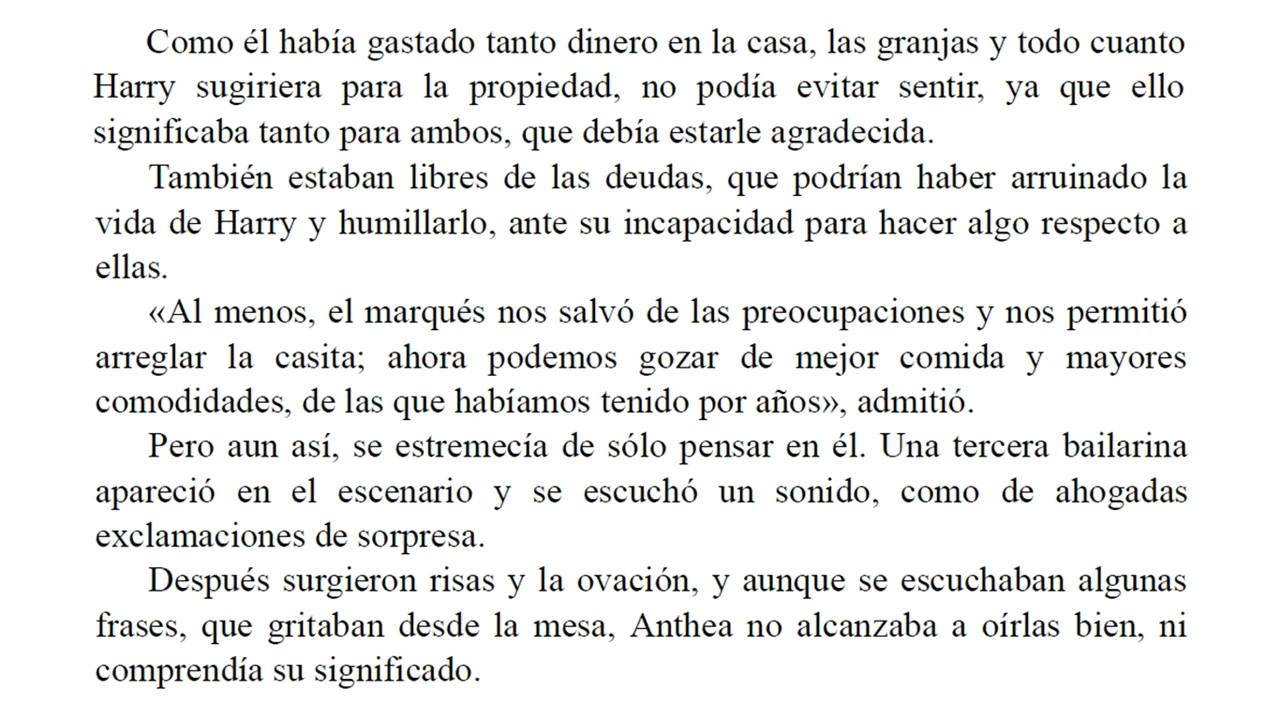 Como él había gastado tanto dinero en la casa, las granjas y todo cuanto
Harry sugiriera para la propiedad, no podía evitar sentir, ya que ello
significaba tanto para ambos, que debía estarle agradecida.
También estaban libres de las deudas, que podrían haber arruinado la
vida de Harry y humillarlo, ante su incapacidad para hacer algo respecto a
ellas.
«Al menos, el marqués nos salvó de las preocupaciones y nos permitió
arreglar la casita; ahora podemos gozar de mejor comida y mayores
comodidades, de las que habíamos tenido por años», admitió.
Pero aun así, se estremecía de sólo pensar en él. Una tercera bailarina
apareció en el escenario y se escuchó un sonido, como de ahogadas
exclamaciones de sorpresa.
Después surgieron risas y la ovación, y aunque se escuchaban algunas
frases, que gritaban desde la mesa, Anthea no alcanzaba a oírlas bien, ni
comprendía su significado.